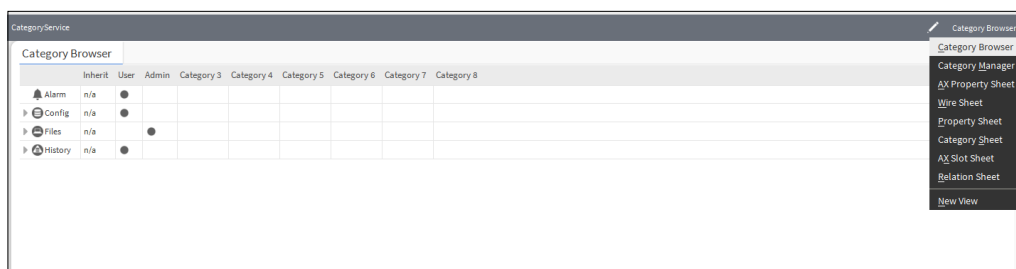 CategoryService
Category Browser
Category Browser
Inherit User Admin Category 3 Category 4 Category 5 Category 6 Category 7 Category 8
Alarm n/a
Config n/a
Files n/a
History n/a
Category Browser
Category Manager
AX Property Sheet
Wire Sheet
Property Sheet
Category Sheet
AX Slot Sheet
Relation Sheet
New View